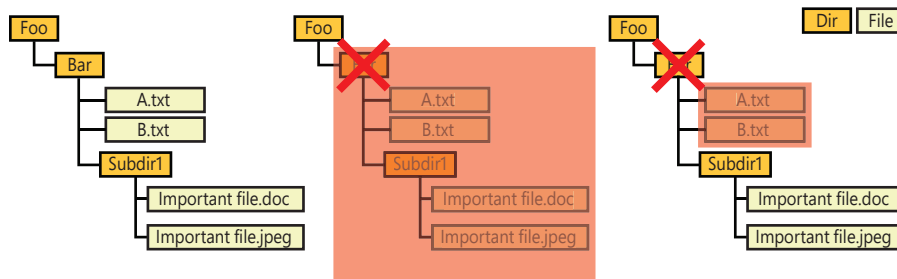 Foo
Bar
A.txt
B.txt
Subdir1
Important file.doc
Important file.jpeg
Foo
A.txt
B.txt
Subdir1
Important file.doc
Important file.jpeg
Foo
A.txt
B.txt
Subdir1
Important file.doc
Important file.jpeg
Dir
File